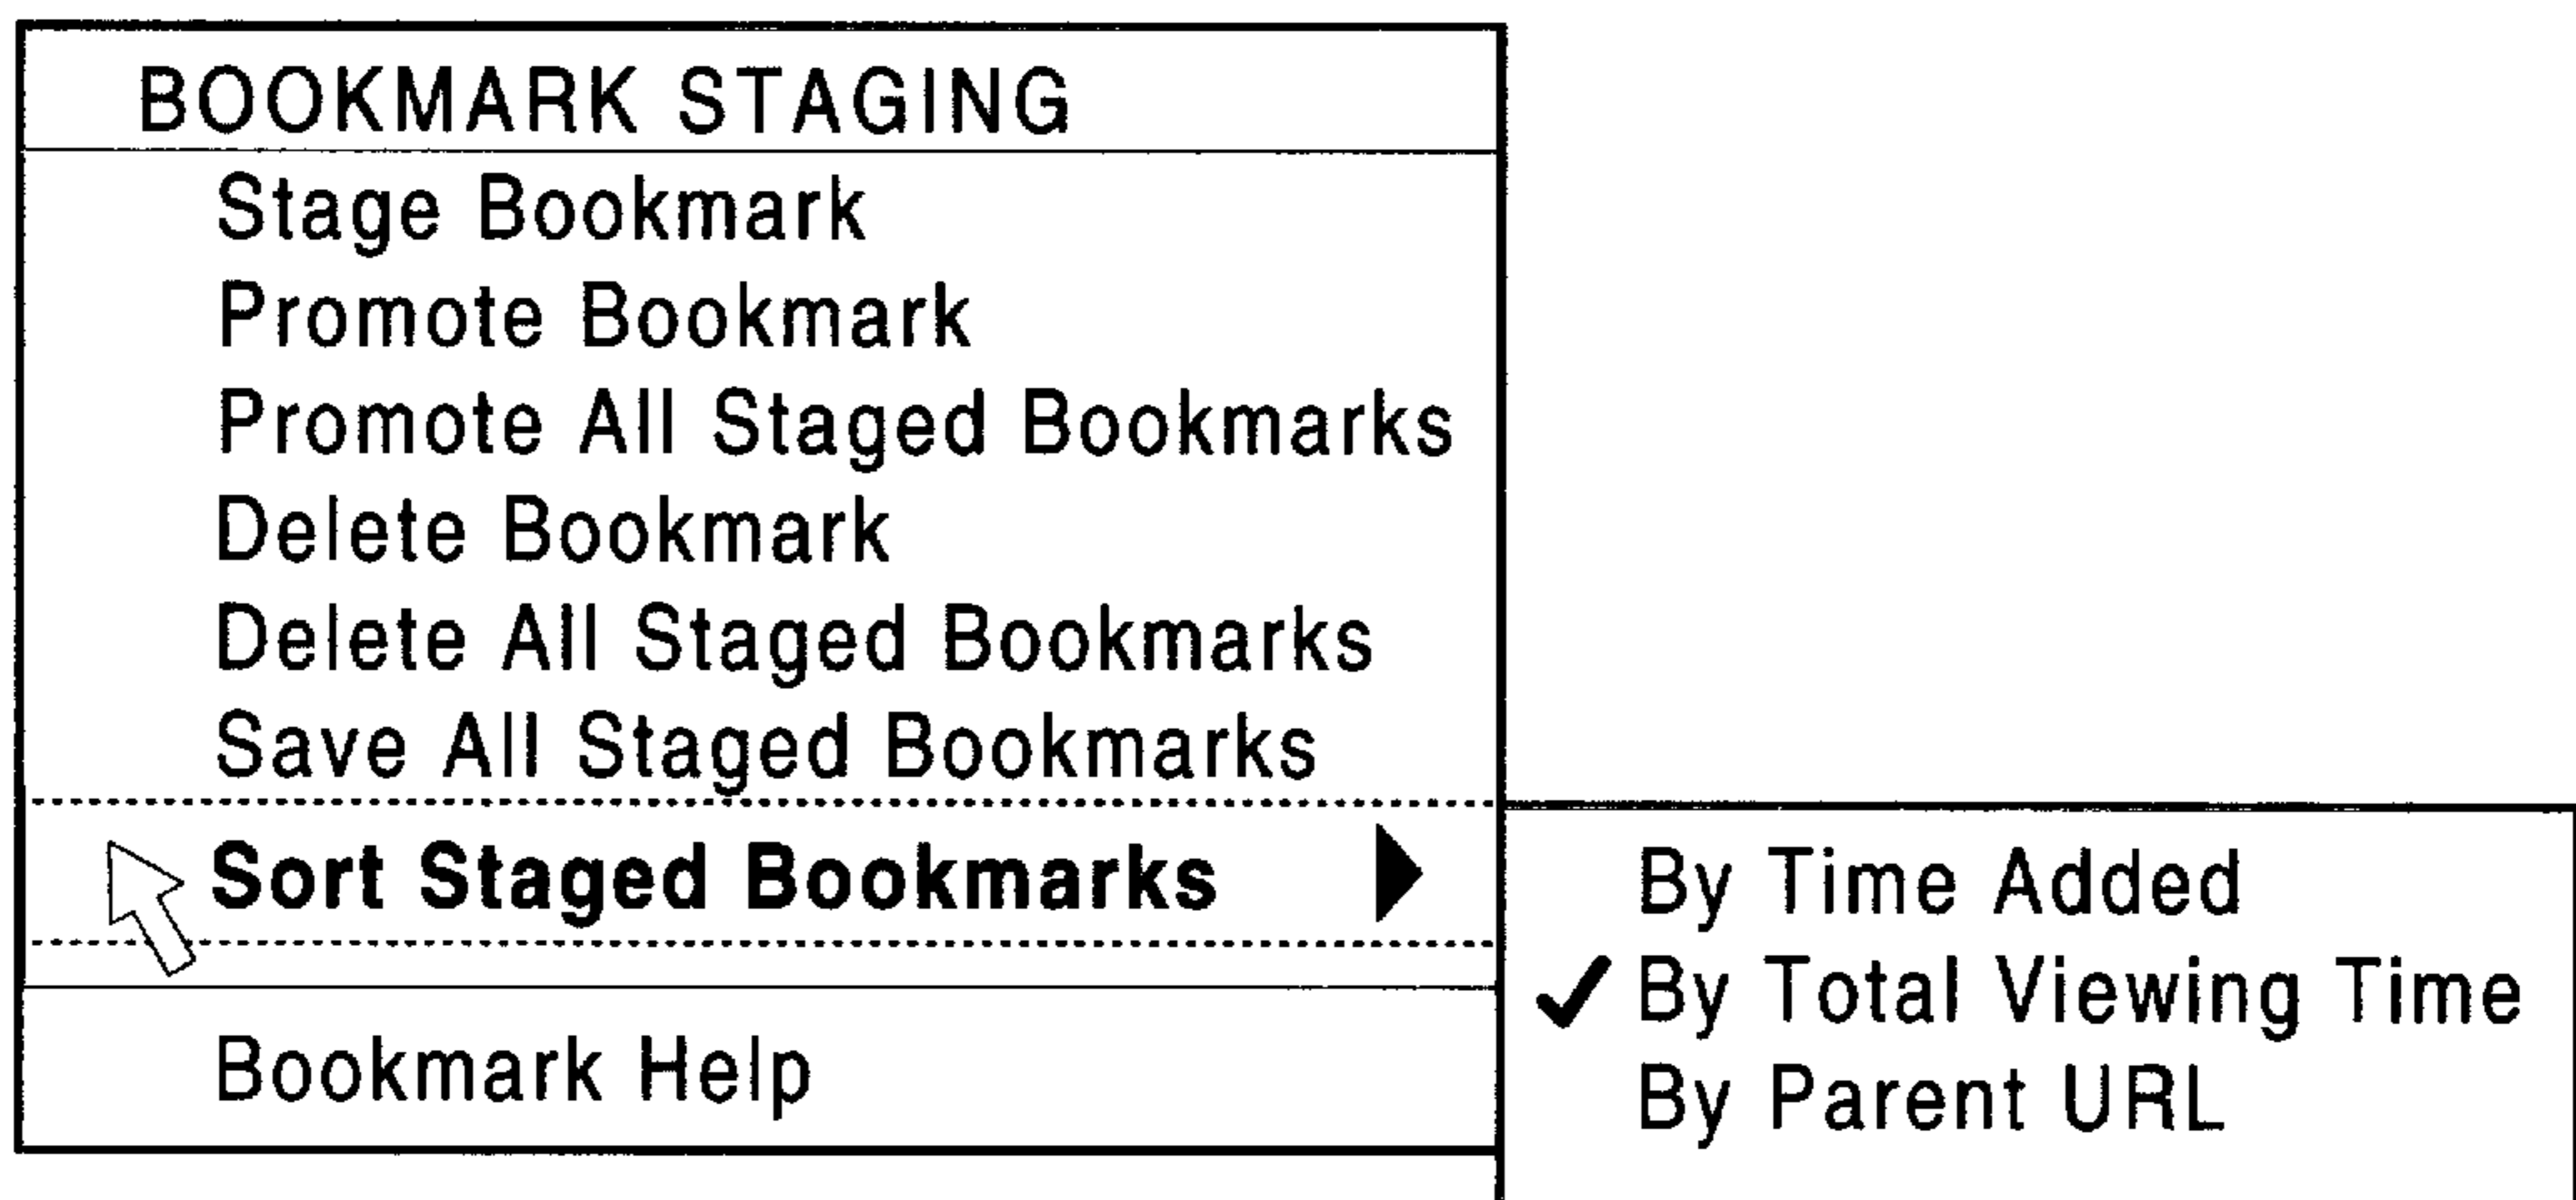 BOOKMARK STAGING
Stage Bookmark
Promote Bookmark
Promote All Staged Bookmarks
Delete Bookmark
Delete All Staged Bookmarks
Save All Staged Bookmarks
Sort Staged Bookmarks
By Time Added
By Total Viewing Time
By Parent URL
Bookmark Help